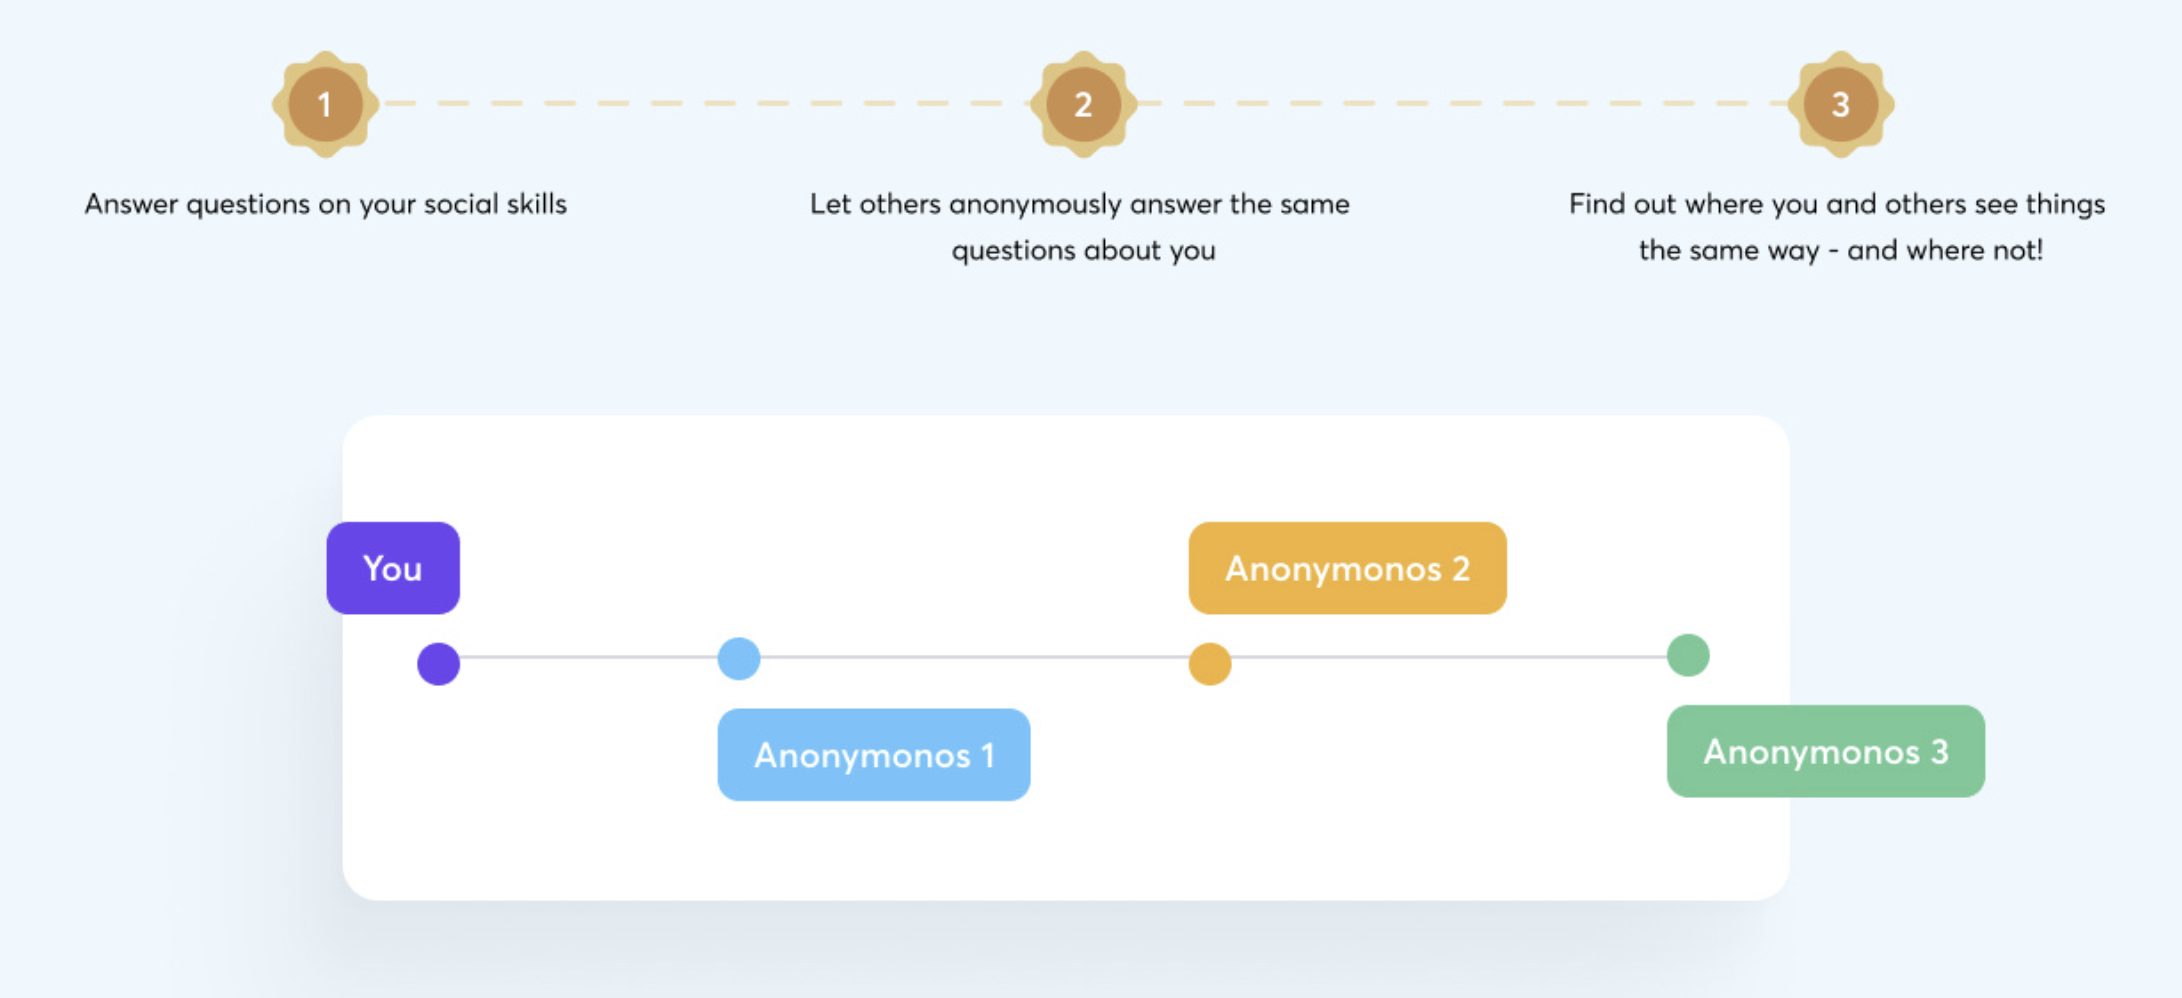 1
2
3
Answer questions on your social skills
Let others anonymously answer the same
questions about you
Find out where you and others see things
the same way - and where not!
You
Anonymonos 2
Anonymonos 1
Anonymonos 3